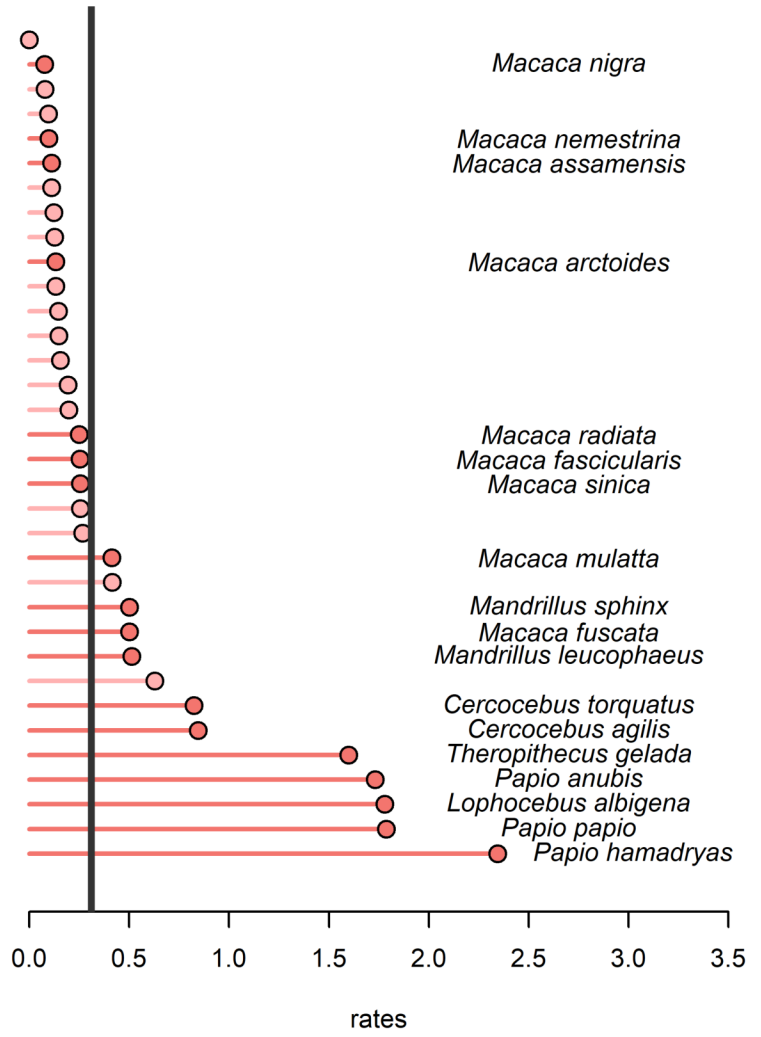 Macaca nigra
Macaca nemestrina
Macaca assamensis
Macaca arctoides
Macaca radiata
Macaca fascicularis
Macaca sinica
Macaca mulatta
Mandrillus sphinx
Macaca fuscata
Mandrillus leucophaeus
Cercocebus torquatus
Cercocebus agilis
Theropithecus gelada
Papio anubis
Lophocebus albigena
Papio papio
Papio hamadryas
0.0 0.5 1.0 1.5 2.0 2.5 3.0 3.5
rates